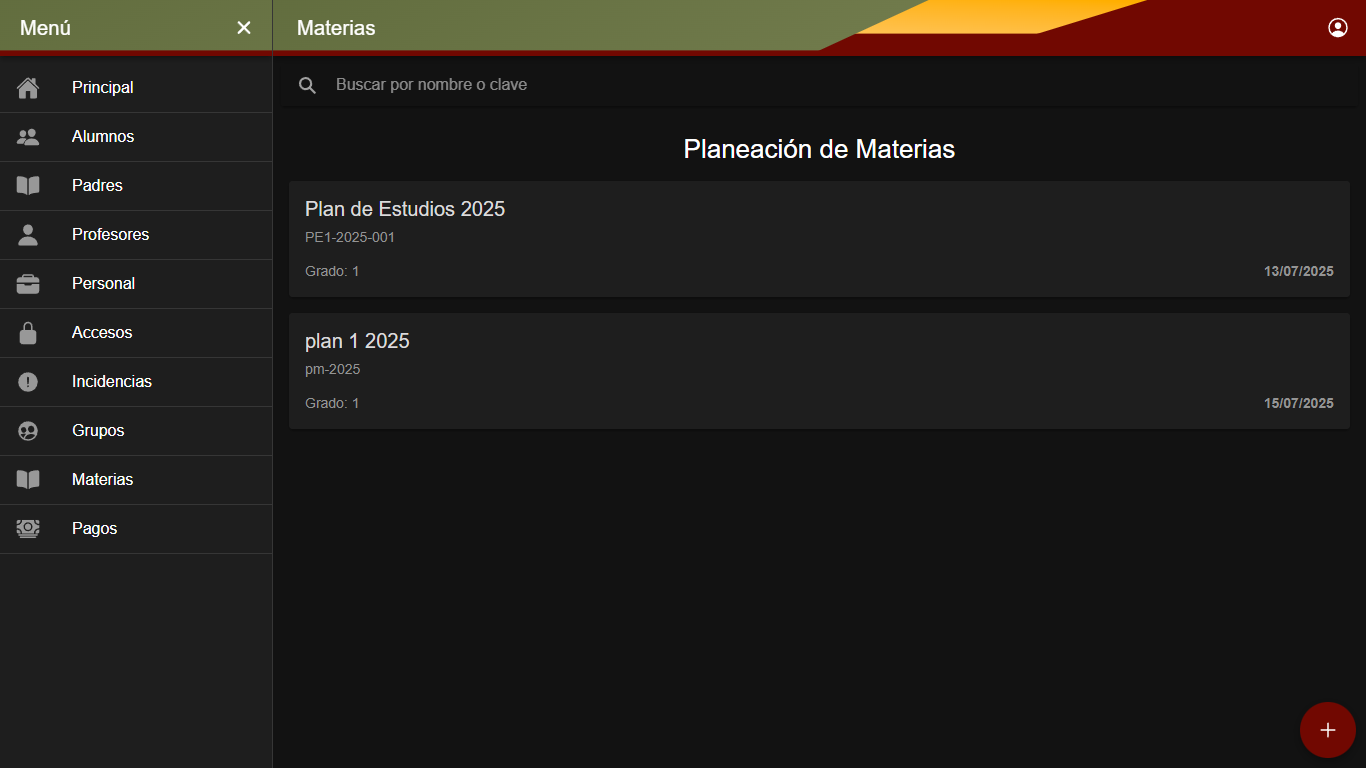 Menú
Principal
Alumnos
Padres
Profesores
Personal
Accesos
Incidencias
Grupos
Materias
Pagos
Materias
Buscar por nombre o clave
Planeación de Materias
Plan de Estudios 2025
PE1-2025-001
Grado: 1 13/07/2025
plan 1 2025
pm-2025
Grado: 1 15/07/2025